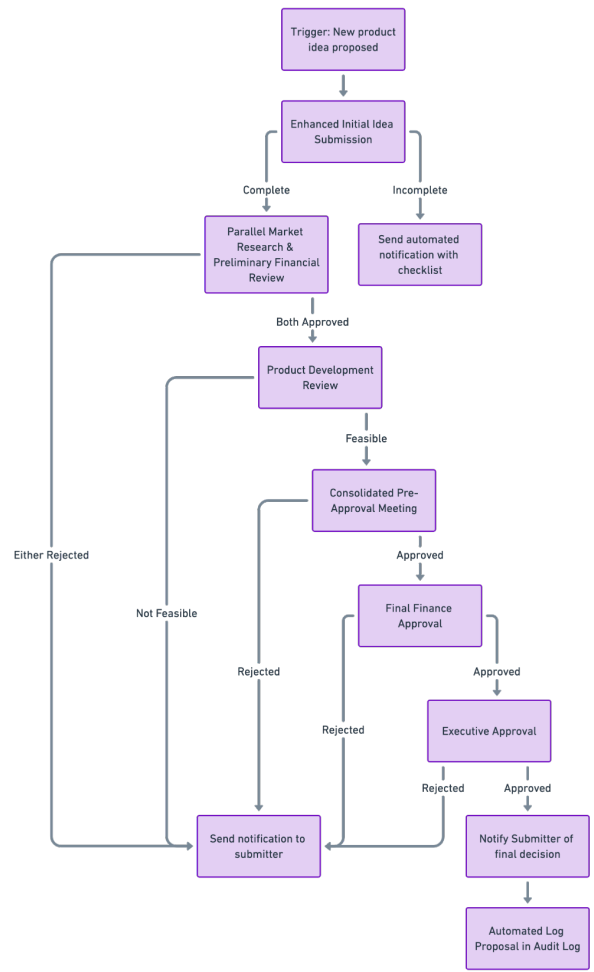 Trigger: New product
idea proposed
Enhanced Initial Idea
Submission
Complete
Incomplete
Parallel Market
Research &
Preliminary Financial
Review
Send automated
notification with
checklist
Both Approved
Product Development
Review
Feasible
Consolidated Pre-
Approval Meeting
Either Rejected
Approved
Not Feasible
Final Finance
Approval
Rejected
Approved
Rejected
Executive Approval
Rejected
Approved
Send notification to
submitter
Notify Submitter of
final decision
Automated Log
Proposal in Audit Log